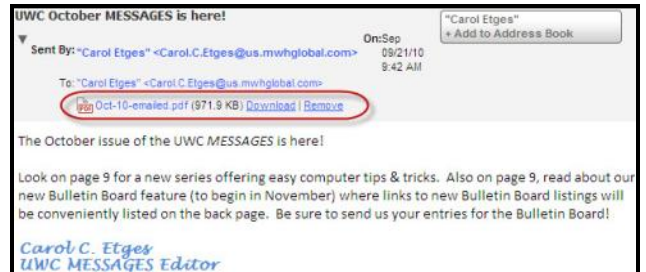 UWC October MESSAGES is here!
"Carol Etges"
+ Add to Address Book
Sent By: "Carol Etges" <Carol.C.Etges@us.mwhglobal.com>
On: Sep 09/21/10 9:42 AM
To: "Carol Etges" <Carol.C.Etges@us.mwhglobal.com>
Oct-10-emailed.pdf (971.9 KB) Download | Remove
The October issue of the UWC MESSAGES is here!
Look on page 9 for a new series offering easy computer tips & tricks. Also on page 9, read about our
new Bulletin Board feature (to begin in November) where links to new Bulletin Board listings will
be conveniently listed on the back page. Be sure to send us your entries for the Bulletin Board!
Carol C. Etges
UWC MESSAGES Editor